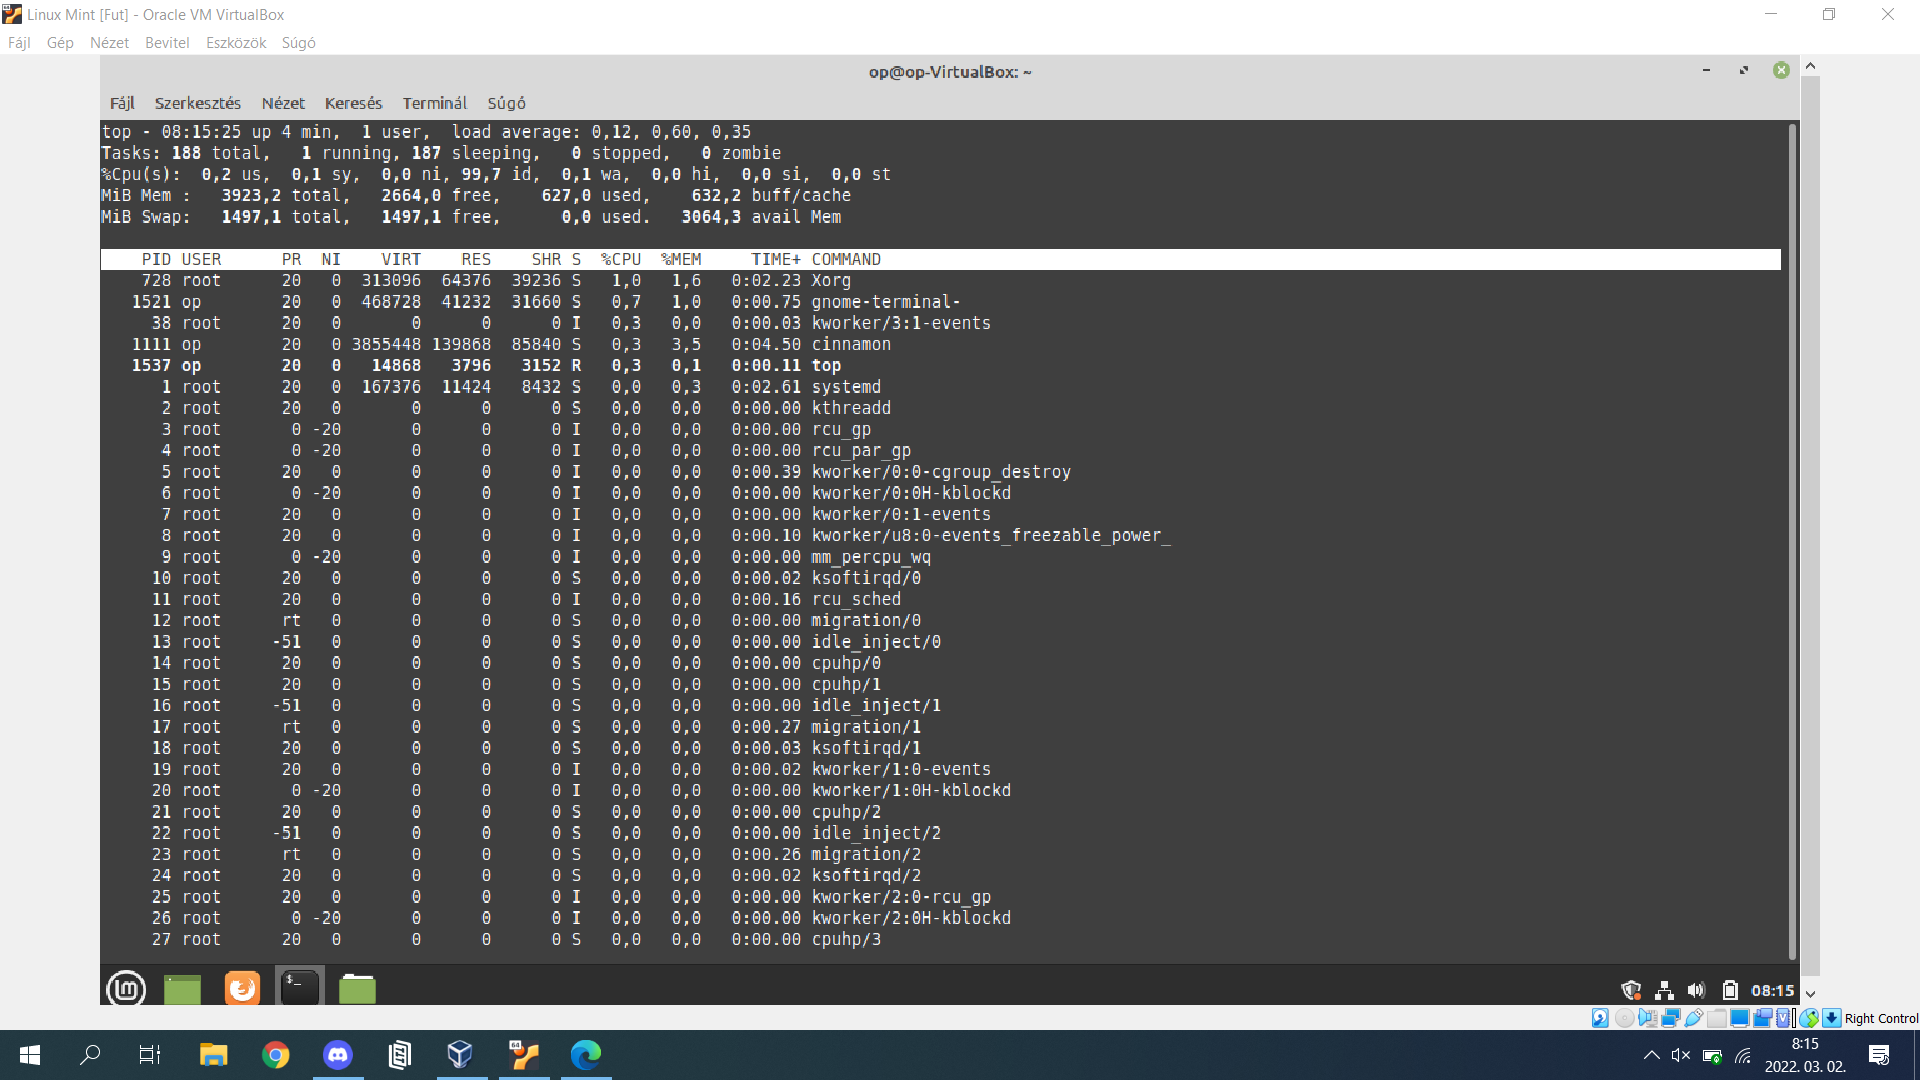 Linux Mint [Fut] - Oracle VM VirtualBox
Fájl Gép Nézet Bevitel Eszközök Súgó
op@op-VirtualBox: ~
Fájl Szerkesztés Nézet Keresés Terminál Súgó
top - 08:15:25 up 4 min,  1 user,  load average: 0,12, 0,60, 0,35
Tasks: 188 total,   1 running, 187 sleeping,   0 stopped,   0 zombie
%Cpu(s):  0,2 us,  0,1 sy,  0,0 ni, 99,7 id,  0,1 wa,  0,0 hi,  0,0 si,  0,0 st
MiB Mem :   3923,2 total,   2664,0 free,    627,0 used,    632,2 buff/cache
MiB Swap:   1497,1 total,   1497,1 free,      0,0 used.   3064,3 avail Mem
PID USER PR NI VIRT RES SHR S %CPU %MEM TIME+ COMMAND
728 root 20 0 313096 64376 39236 S 1,0 1,6 0:02.23 Xorg
1521 op 20 0 468728 41232 31660 S 0,7 1,0 0:00.75 gnome-terminal-
38 root 20 0 0 0 0 I 0,3 0,0 0:00.03 kworker/3:1-events
1111 op 20 0 3855448 139868 85840 S 0,3 3,5 0:04.50 cinnamon
1537 op 20 0 14868 3796 3152 R 0,3 0,1 0:00.11 top
1 root 20 0 167376 11424 8432 S 0,0 0,3 0:02.61 systemd
2 root 20 0 0 0 0 S 0,0 0,0 0:00.00 kthreadd
3 root 0 -20 0 0 0 I 0,0 0,0 0:00.00 rcu_gp
4 root 0 -20 0 0 0 I 0,0 0,0 0:00.00 rcu_par_gp
5 root 20 0 0 0 0 I 0,0 0,0 0:00.39 kworker/0:0-cgroup_destroy
6 root 0 -20 0 0 0 I 0,0 0,0 0:00.00 kworker/0:0H-kblockd
7 root 20 0 0 0 0 I 0,0 0,0 0:00.00 kworker/0:1-events
8 root 20 0 0 0 0 I 0,0 0,0 0:00.10 kworker/u8:0-events_freezable_power_
9 root 0 -20 0 0 0 I 0,0 0,0 0:00.00 mm_percpu_wq
10 root 20 0 0 0 0 S 0,0 0,0 0:00.02 ksoftirqd/0
11 root 20 0 0 0 0 I 0,0 0,0 0:00.16 rcu_sched
12 root rt 0 0 0 0 S 0,0 0,0 0:00.00 migration/0
13 root -51 0 0 0 0 S 0,0 0,0 0:00.00 idle_inject/0
14 root 20 0 0 0 0 S 0,0 0,0 0:00.00 cpuhp/0
15 root 20 0 0 0 0 S 0,0 0,0 0:00.00 cpuhp/1
16 root -51 0 0 0 0 S 0,0 0,0 0:00.00 idle_inject/1
17 root rt 0 0 0 0 S 0,0 0,0 0:00.27 migration/1
18 root 20 0 0 0 0 S 0,0 0,0 0:00.03 ksoftirqd/1
19 root 20 0 0 0 0 I 0,0 0,0 0:00.02 kworker/1:0-events
20 root 0 -20 0 0 0 I 0,0 0,0 0:00.00 kworker/1:0H-kblockd
21 root 20 0 0 0 0 S 0,0 0,0 0:00.00 cpuhp/2
22 root -51 0 0 0 0 S 0,0 0,0 0:00.00 idle_inject/2
23 root rt 0 0 0 0 S 0,0 0,0 0:00.26 migration/2
24 root 20 0 0 0 0 S 0,0 0,0 0:00.02 ksoftirqd/2
25 root 20 0 0 0 0 I 0,0 0,0 0:00.00 kworker/2:0-rcu_gp
26 root 0 -20 0 0 0 I 0,0 0,0 0:00.00 kworker/2:0H-kblockd
27 root 20 0 0 0 0 S 0,0 0,0 0:00.00 cpuhp/3
08:15
Right Control
8:15
2022. 03. 02.